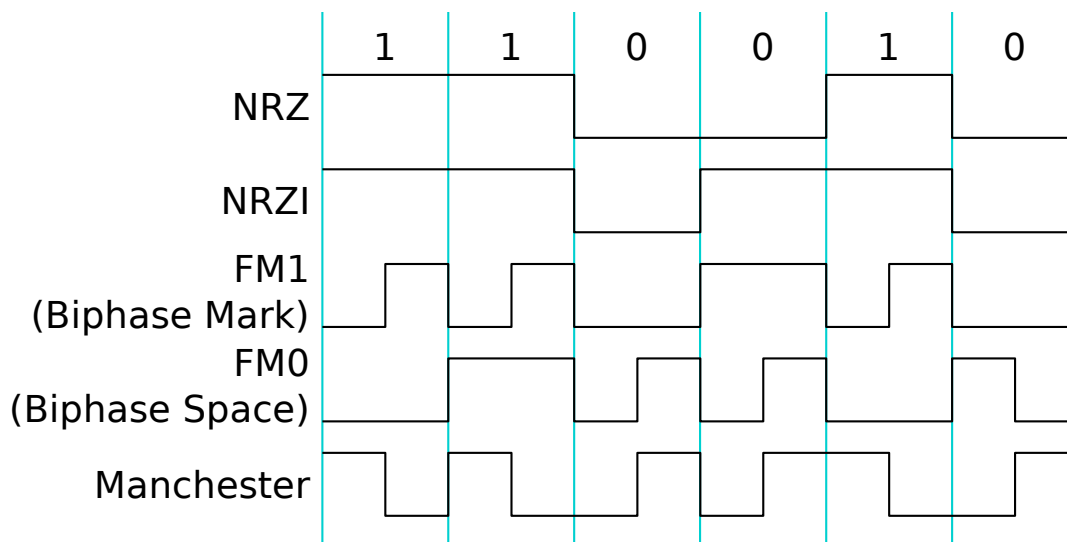 1 1 0 0 1 0
NRZ
NRZI
FM1
(Biphase Mark)
FM0
(Biphase Space)
Manchester